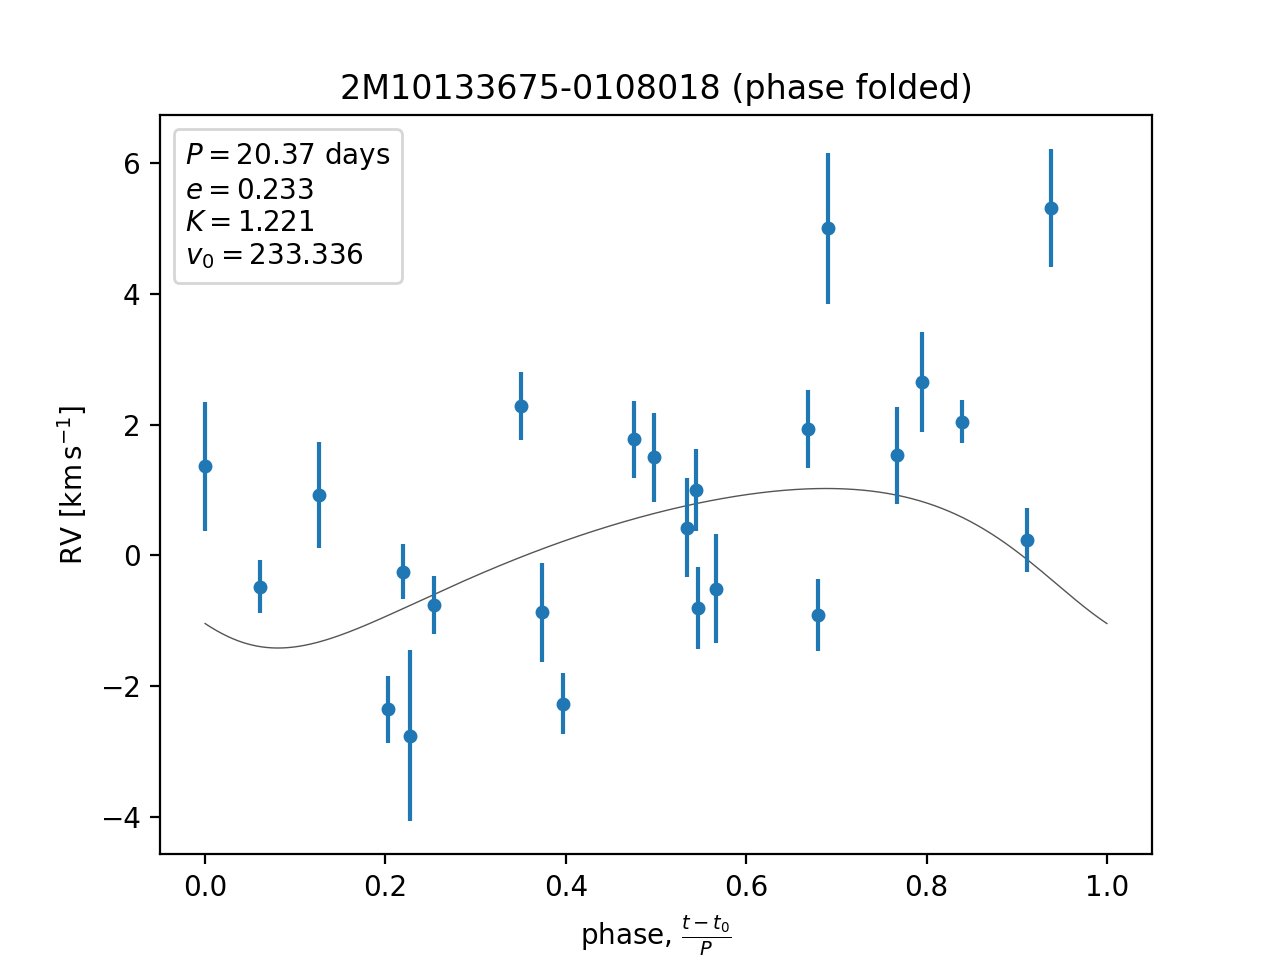 2M10133675-0108018 (phase folded)
P = 20.37 days
e = 0.233
K = 1.221
v₀ = 233.336
RV [km s⁻¹]
6
4
2
0
−2
−4
0.0 0.2 0.4 0.6 0.8 1.0
phase, (t − t₀)/P